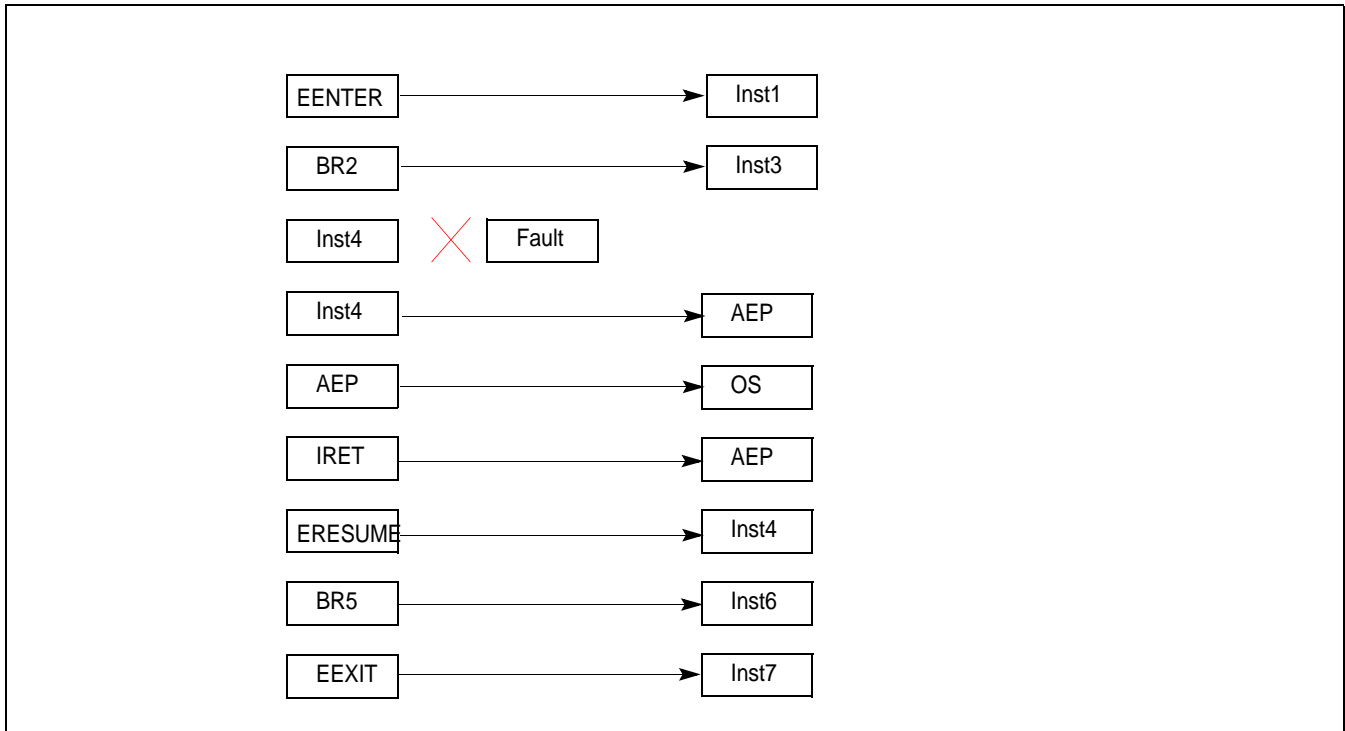 EENTER Inst1
BR2 Inst3
Inst4 Fault
Inst4 AEP
AEP OS
IRET AEP
ERESUME Inst4
BR5 Inst6
EEXIT Inst7